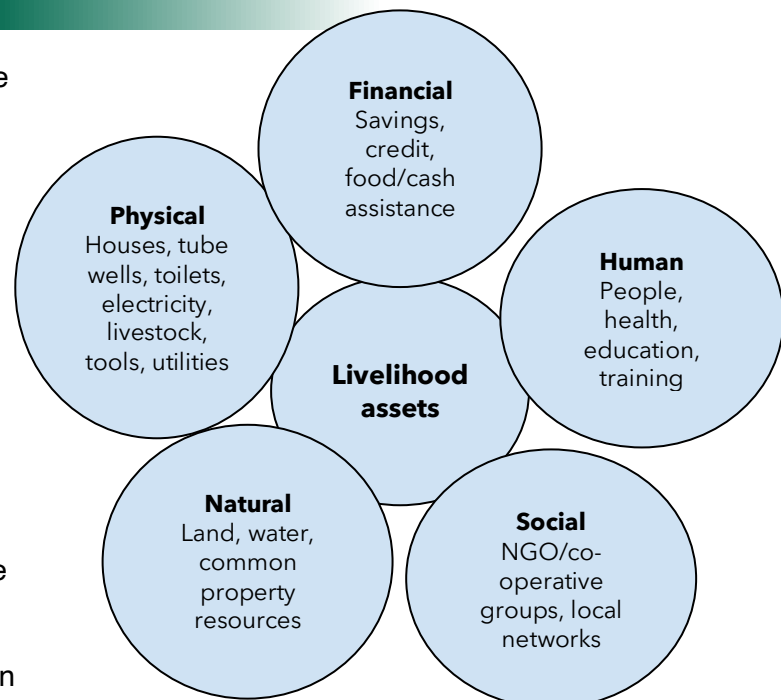 e
Financial
Savings,
credit,
food/cash
assistance
Physical
Houses, tube
wells, toilets,
electricity,
livestock,
tools, utilities
Human
People,
health,
education,
training
Livelihood
assets
Natural
Land, water,
common
property
resources
Social
NGO/co-
operative
groups, local
networks
e
n